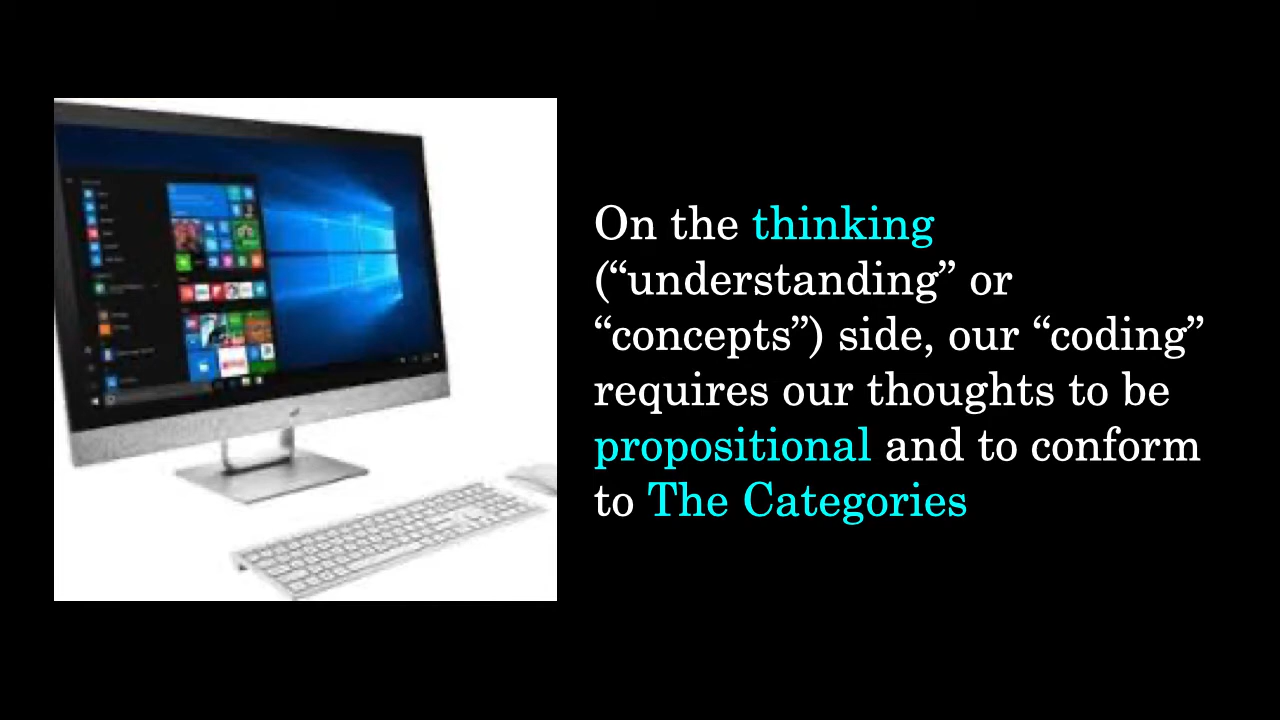 On the thinking
(“understanding” or
“concepts”) side, our “coding”
requires our thoughts to be
propositional and to conform
to The Categories